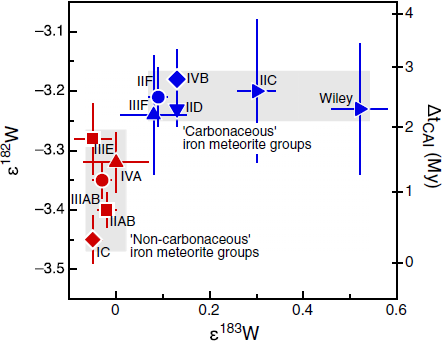 −3.1
−3.2
−3.3
−3.4
−3.5
ε182W
4
3
2
1
0
ΔtCAI (My)
IIF
IVB
IIC
IIIF
IID
Wiley
'Carbonaceous'
iron meteorite groups
IIIE
IVA
IIIAB
IIAB
IC
'Non-carbonaceous'
iron meteorite groups
0
0.2
0.4
0.6
ε183W